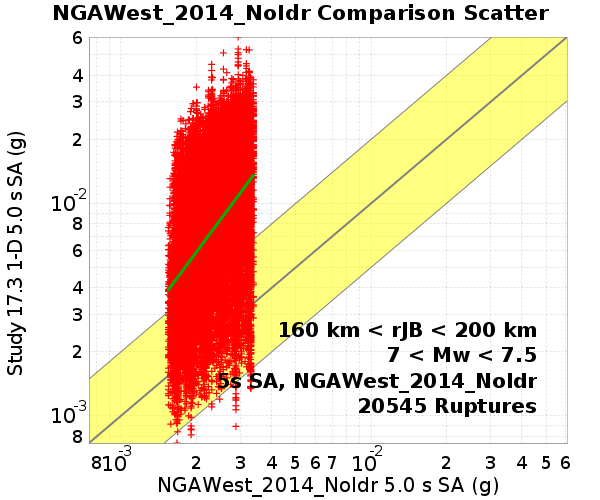 NGAWest_2014_NoIdr Comparison Scatter
Study 17.3 1-D 5.0 s SA (g)
6
4
3
2
10-2
8
6
4
3
2
10-3
8
160 km < rJB < 200 km
7 < Mw < 7.5
5s SA, NGAWest_2014_NoIdr
20545 Ruptures
8 10-3 2 3 4 5 6 7 10-2 2 3 4 5 6
NGAWest_2014_NoIdr 5.0 s SA (g)